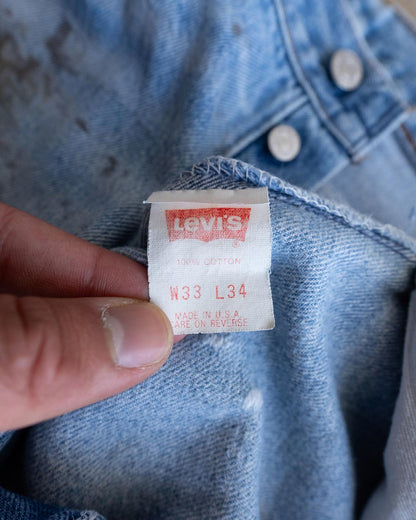 Levi's
100% COTTON
W33 L34
MADE IN U.S.A.
CARE ON REVERSE